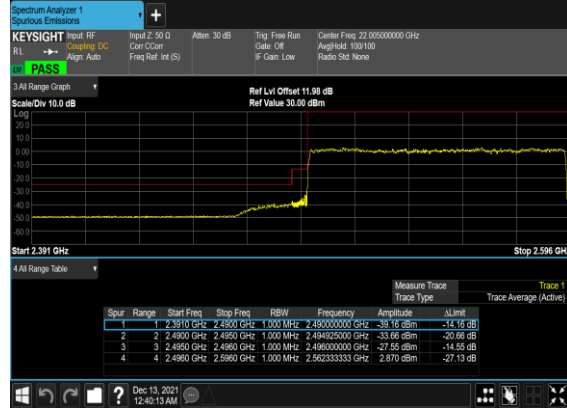 Spectrum Analyzer 1
Spurious Emissions
KEYSIGHT Input: RF Input Z: 50 Ω Atten: 30 dB Trig: Free Run Center Freq: 22.005000000 GHz
RL Coupling: DC Corr CCorr Gate: Off Avg|Hold: 100/100
Align: Auto Freq Ref: Int (S) IF Gain: Low Radio Std: None
PASS
3 All Range Graph
Ref Lvl Offset 11.98 dB
Scale/Div 10.0 dB Ref Value 30.00 dBm
Log
20.0
10.0
0.00
-10.0
-20.0
-30.0
-40.0
-50.0
-60.0
Start 2.391 GHz Stop 2.596 GH
4 All Range Table
Measure Trace Trace 1
Trace Type Trace Average (Active)
Spur Range Start Freq Stop Freq RBW Frequency Amplitude ΔLimit
1 1 2.3910 GHz 2.4900 GHz 1.000 MHz 2.490000000 GHz -39.16 dBm -14.16 dB
2 2 2.4900 GHz 2.4950 GHz 1.000 MHz 2.494925000 GHz -33.66 dBm -20.66 dB
3 3 2.4950 GHz 2.4960 GHz 1.000 MHz 2.496000000 GHz -27.55 dBm -14.55 dB
4 4 2.4960 GHz 2.5960 GHz 1.000 MHz 2.562333333 GHz 2.870 dBm -27.13 dB
? Dec 13, 2021
12:40:13 AM